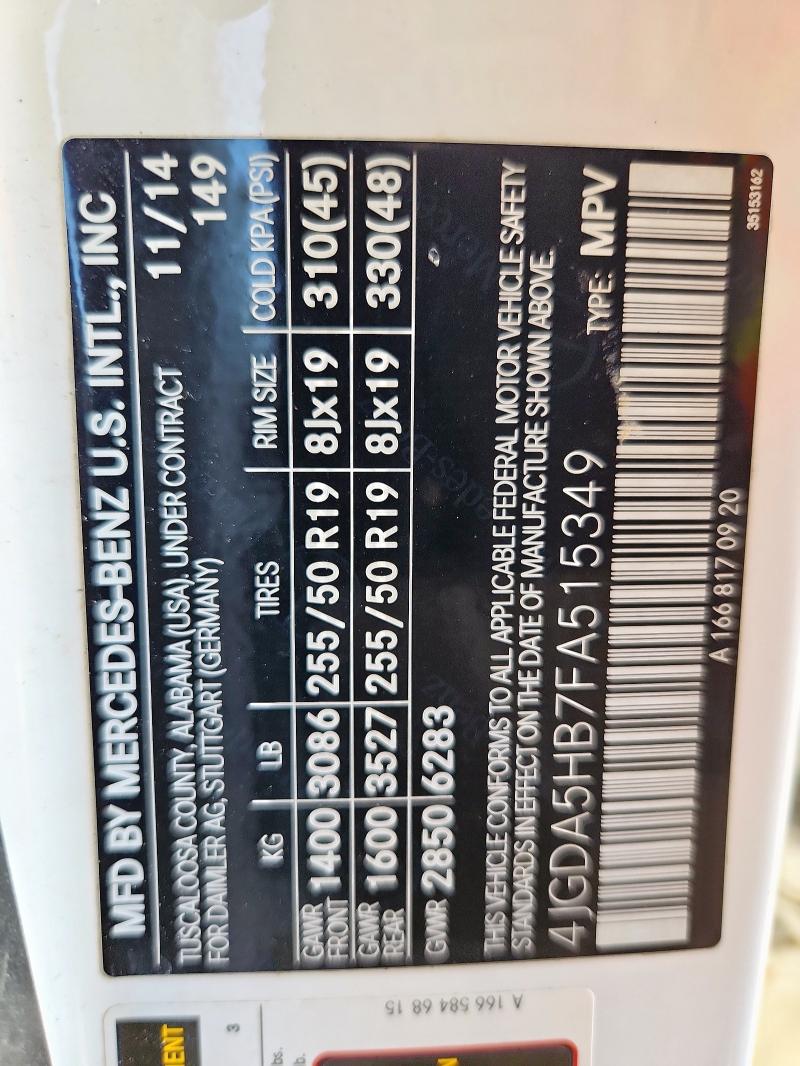 MFD BY MERCEDES-BENZ U.S. INTL., INC
TUSCALOOSA COUNTY, ALABAMA (USA), UNDER CONTRACT 11/14
FOR DAIMLER AG, STUTTGART (GERMANY) 149
KG LB TIRES RIM SIZE COLD KPA (PSI)
GAWR FRONT 1400 3086 255/50 R19 8Jx19 310(45)
GAWR REAR 1600 3527 255/50 R19 8Jx19 330(48)
GVWR 2850 6283
THIS VEHICLE CONFORMS TO ALL APPLICABLE FEDERAL MOTOR VEHICLE SAFETY
STANDARDS IN EFFECT ON THE DATE OF MANUFACTURE SHOWN ABOVE.
4JGDA5HB7FA515349 TYPE: MPV
A 166 817 09 20
35153162
A 166 584 68 15
3